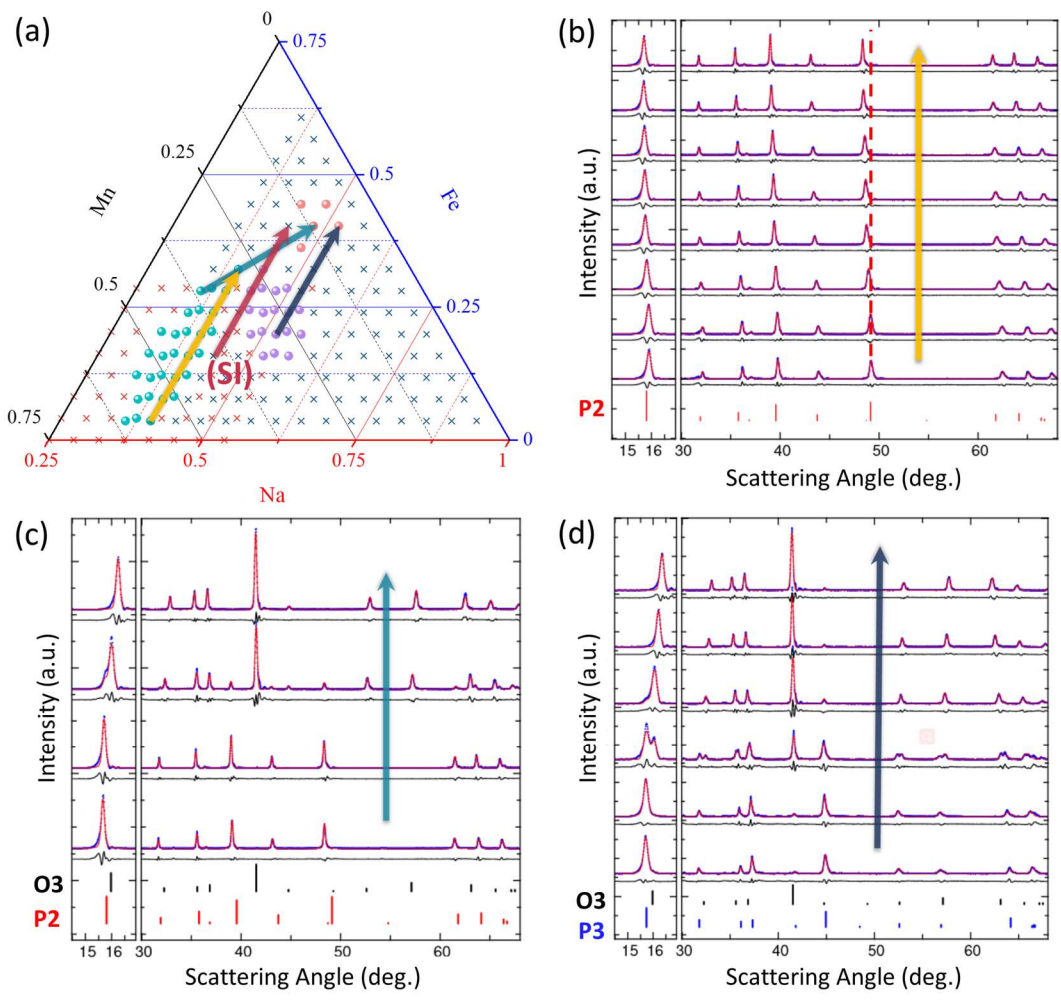 (a)
0
0.75
0.25
0.5
Mn
Fe
0.5
0.25
(SI)
0.75
0
0.25
0.5
0.75
1
Na
(b)
Intensity (a.u.)
P2
15 16 30 40 50 60
Scattering Angle (deg.)
(c)
Intensity (a.u.)
O3
P2
15 16 30 40 50 60
Scattering Angle (deg.)
(d)
Intensity (a.u.)
O3
P3
15 16 30 40 50 60
Scattering Angle (deg.)